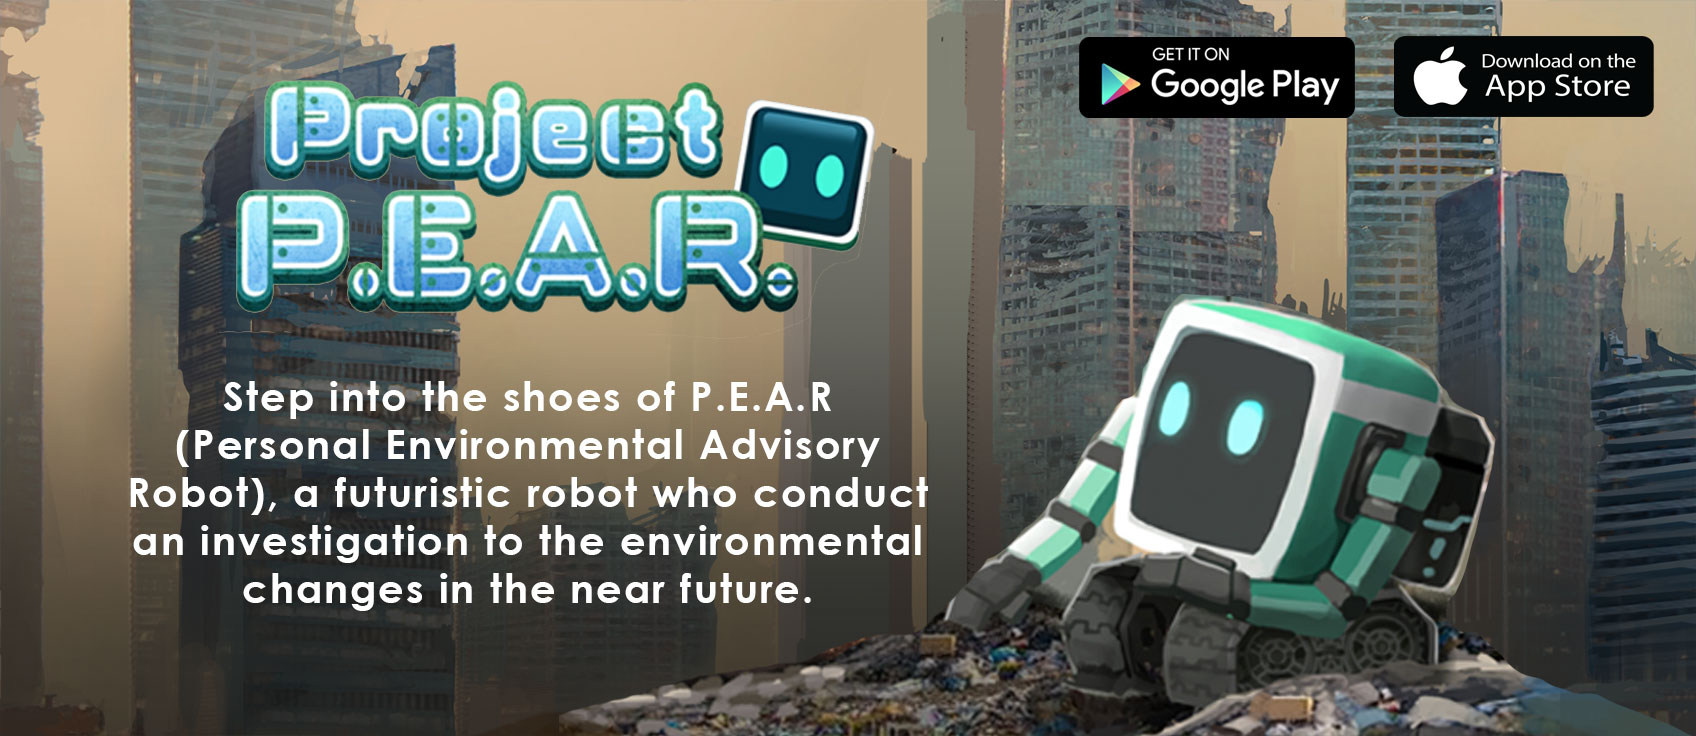 GET IT ON
Google Play
Download on the
App Store
Project
P.E.A.R.
Step into the shoes of P.E.A.R
(Personal Environmental Advisory
Robot), a futuristic robot who conduct
an investigation to the environmental
changes in the near future.